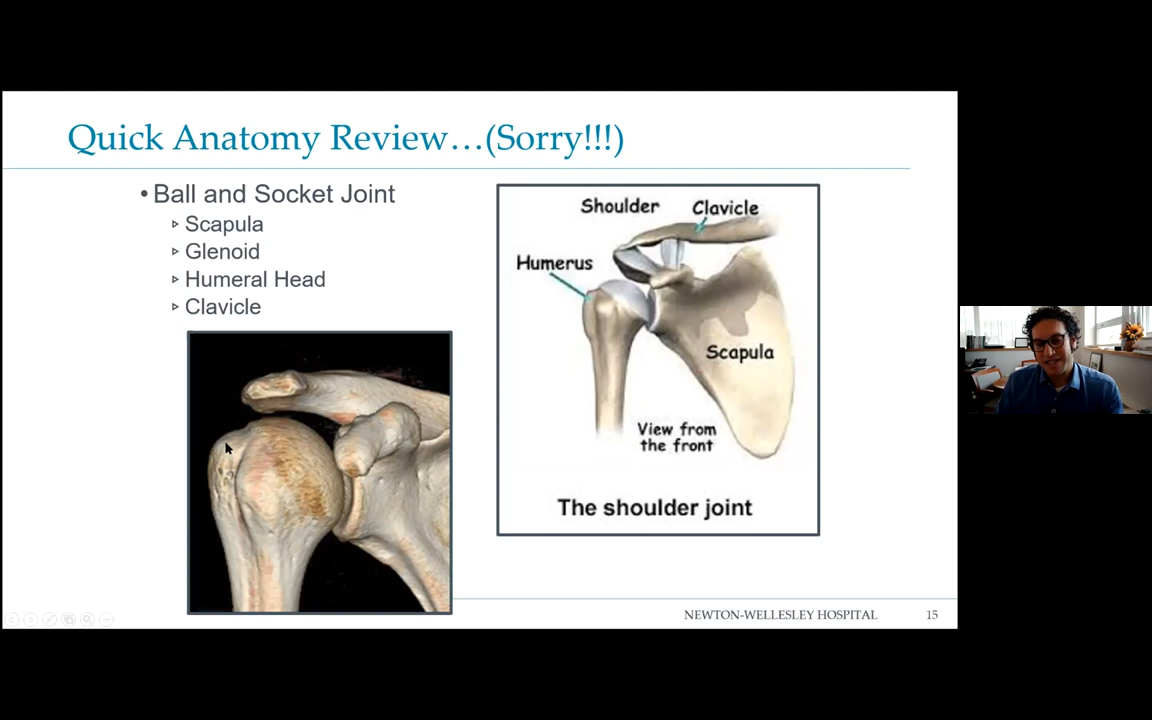 Quick Anatomy Review…(Sorry!!!)
• Ball and Socket Joint
Scapula
Glenoid
Humeral Head
Clavicle
Shoulder
Clavicle
Humerus
Scapula
View from
the front
The shoulder joint
NEWTON-WELLESLEY HOSPITAL
15